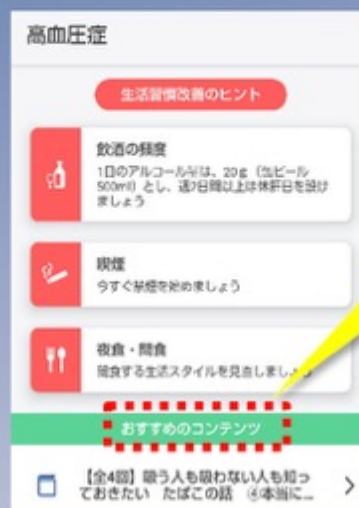 高血圧症
生活習慣改善のヒント
飲酒の頻度
1日のアルコール量は、20g（缶ビール
500ml）とし、週2日間以上は休肝日を設け
ましょう
喫煙
今すぐ禁煙を始めましょう
夜食・間食
間食する生活スタイルを見直しましょ
おすすめのコンテンツ
【全4回】吸う人も吸わない人も知っ
ておきたい たばこの話 ④本当に…